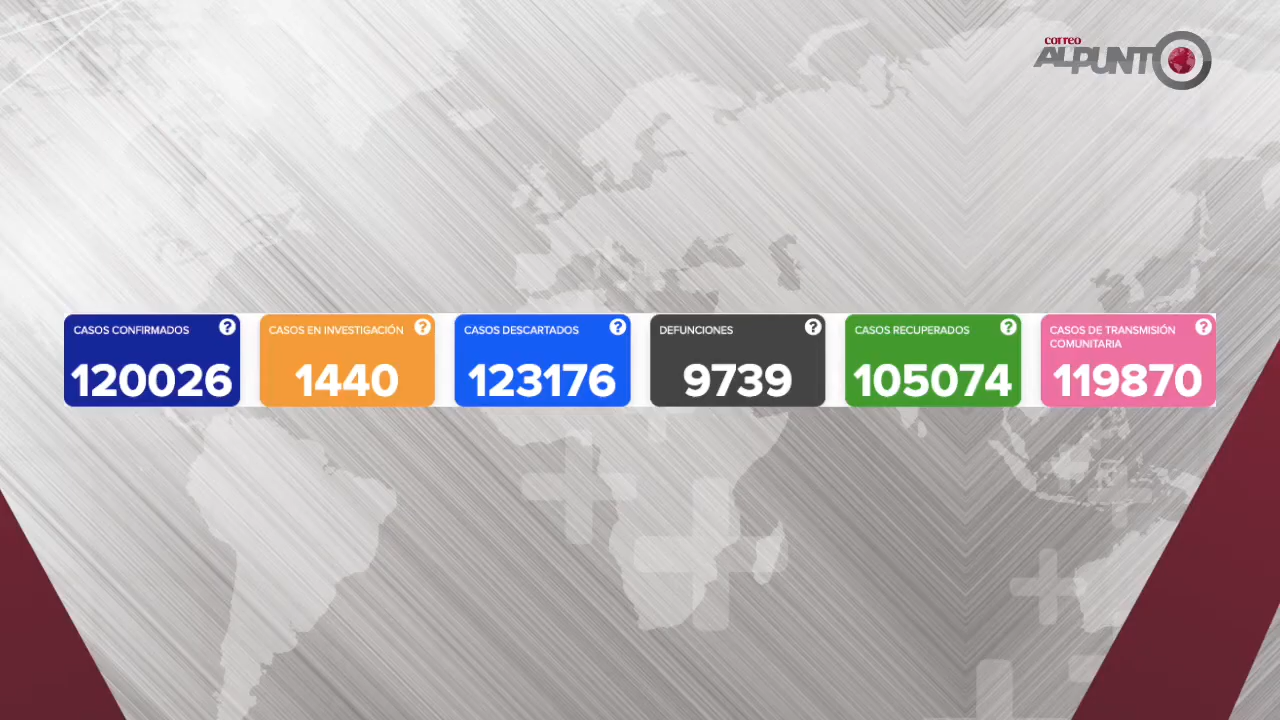 correo
ALPUNTO
CASOS CONFIRMADOS ?
120026
CASOS EN INVESTIGACIÓN ?
1440
CASOS DESCARTADOS ?
123176
DEFUNCIONES ?
9739
CASOS RECUPERADOS ?
105074
CASOS DE TRANSMISIÓN ?
COMUNITARIA
119870